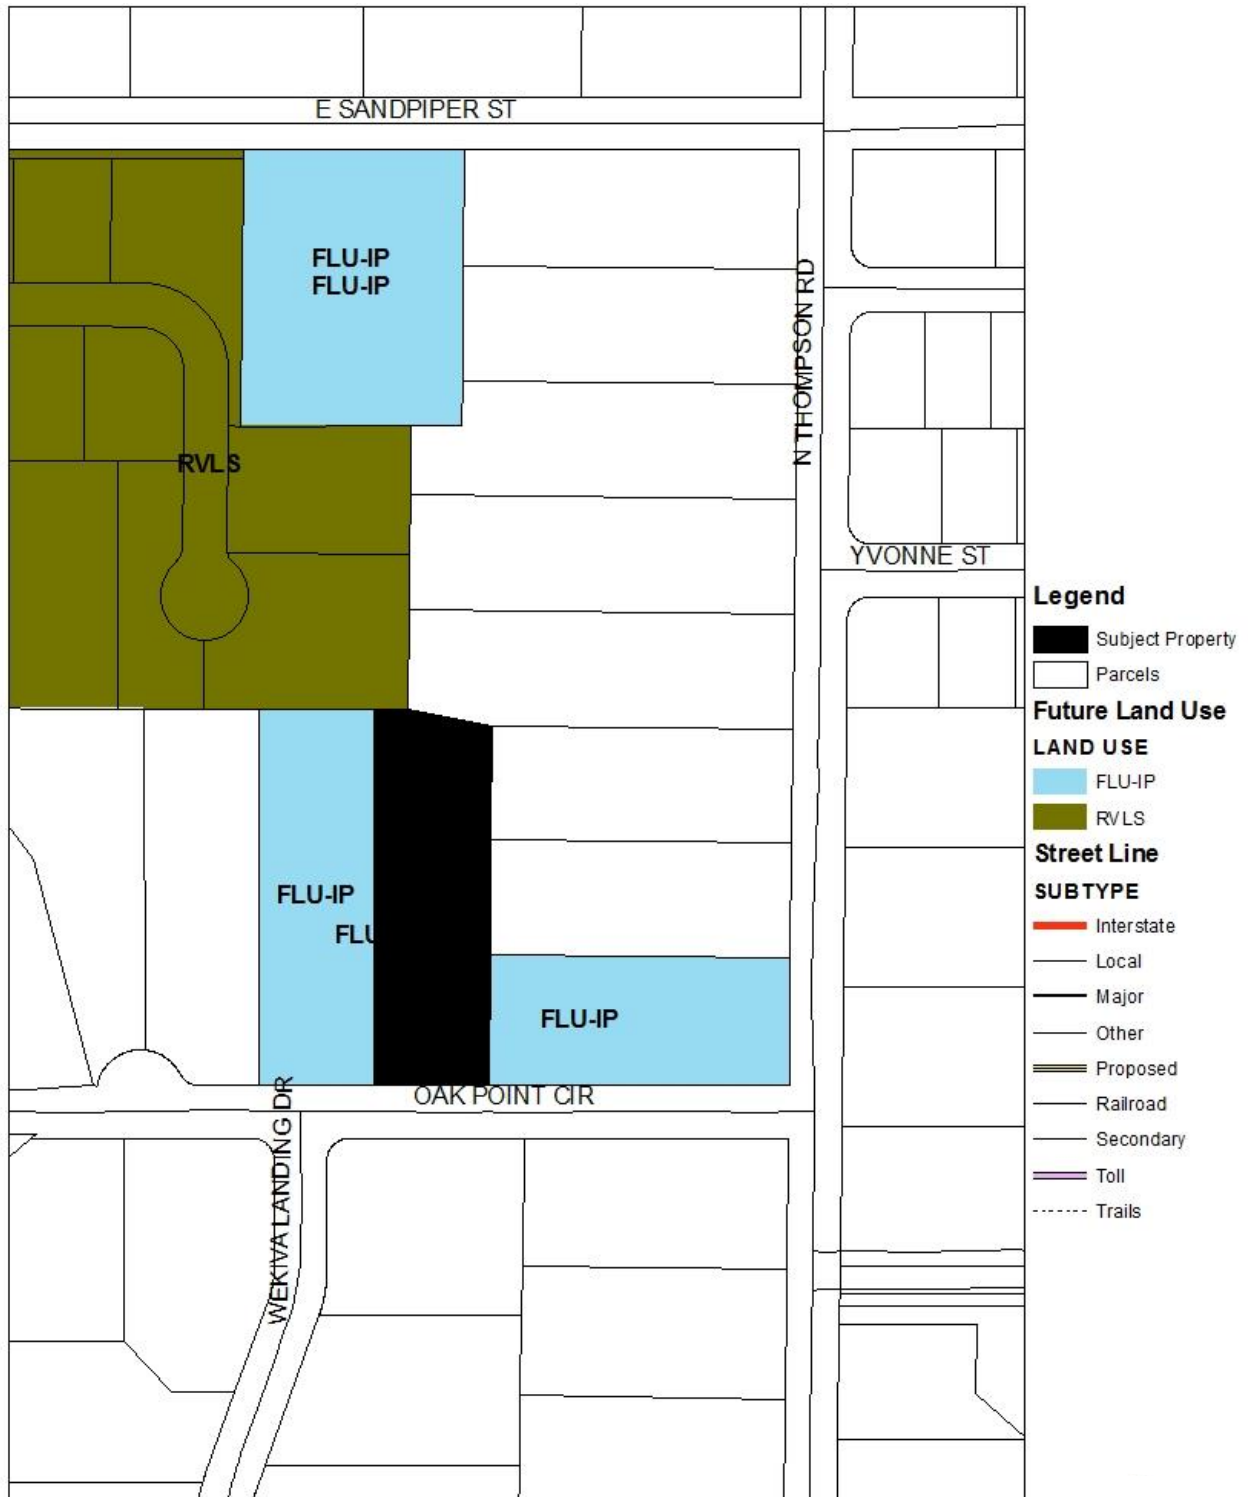 E SANDPIPER ST
FLU-IP
FLU-IP
N THOMPSON RD
RVLS
YVONNE ST
FLU-IP
FLU
FLU-IP
OAK POINT CIR
WEKIVA LANDING DR
Legend
Subject Property
Parcels
Future Land Use
LAND USE
FLU-IP
RVLS
Street Line
SUBTYPE
Interstate
Local
Major
Other
Proposed
Railroad
Secondary
Toll
Trails